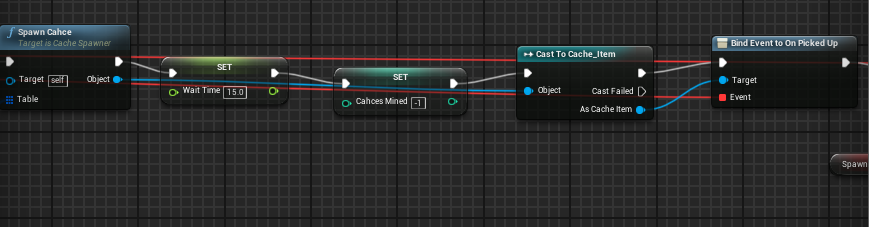 Spawn Cahce
Target is Cache Spawner
Target self
Object
Table
SET
Wait Time 15.0
SET
Cahces Mined -1
Cast To Cache_Item
Object
Cast Failed
As Cache Item
Bind Event to On Picked Up
Target
Event
Spawn